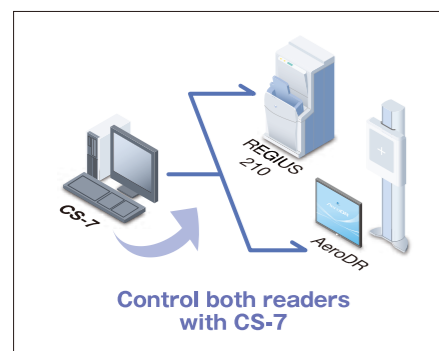 CS-7
REGIUS
210
AeroDR
Control both readers
with CS-7